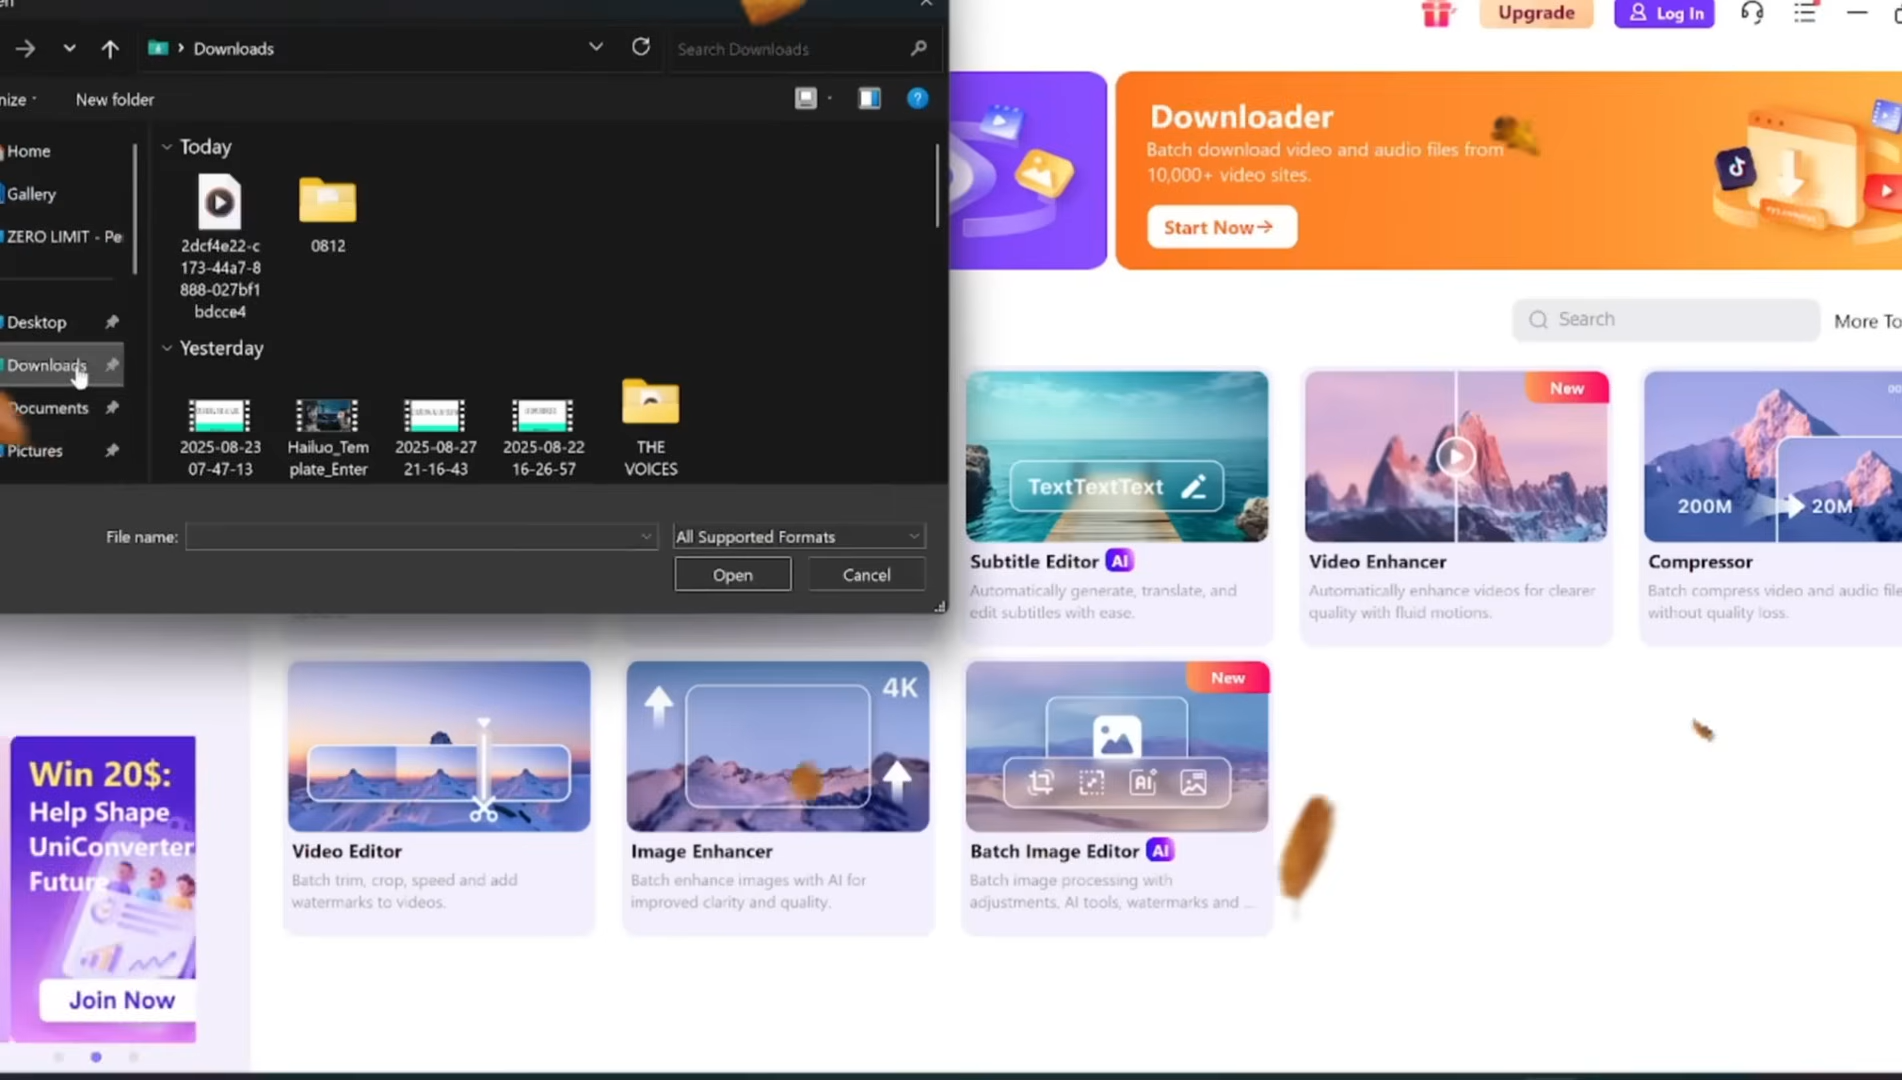 Downloads
Search Downloads
New folder
Home
Gallery
ZERO LIMIT - Pe
Desktop
Downloads
Documents
Pictures
Today
2dcf4e22-c
173-44a7-8
888-027bf1
bdcce4
0812
Yesterday
2025-08-23
07-47-13
Hailuo_Tem
plate_Enter
2025-08-27
21-16-43
2025-08-22
16-26-57
THE
VOICES
File name:
All Supported Formats
Open
Cancel
Upgrade
Log In
Downloader
Batch download video and audio files from
10,000+ video sites.
Start Now→
Search
More To
TextTextText
Subtitle Editor AI
Automatically generate, translate, and
edit subtitles with ease.
New
Video Enhancer
Automatically enhance videos for clearer
quality with fluid motions.
200M
20M
Compressor
Batch compress video and audio file
without quality loss.
Video Editor
Batch trim, crop, speed and add
watermarks to videos.
4K
Image Enhancer
Batch enhance images with AI for
improved clarity and quality.
New
AI
Batch Image Editor AI
Batch image processing with
adjustments, AI tools, watermarks and ...
Win 20$:
Help Shape
UniConverter
Future
Join Now